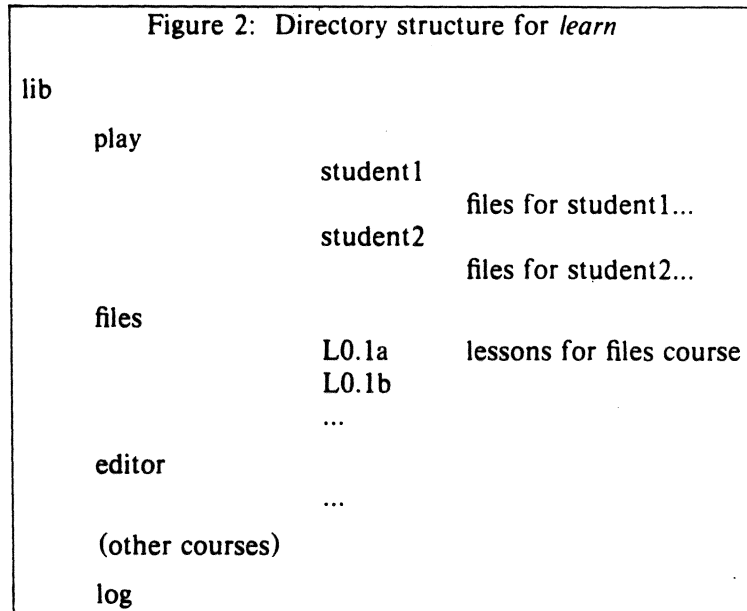 Figure 2: Directory structure for learn
lib
play
student1
files for student1...
student2
files for student2...
files
L0.1a lessons for files course
L0.1b
...
editor
...
(other courses)
log